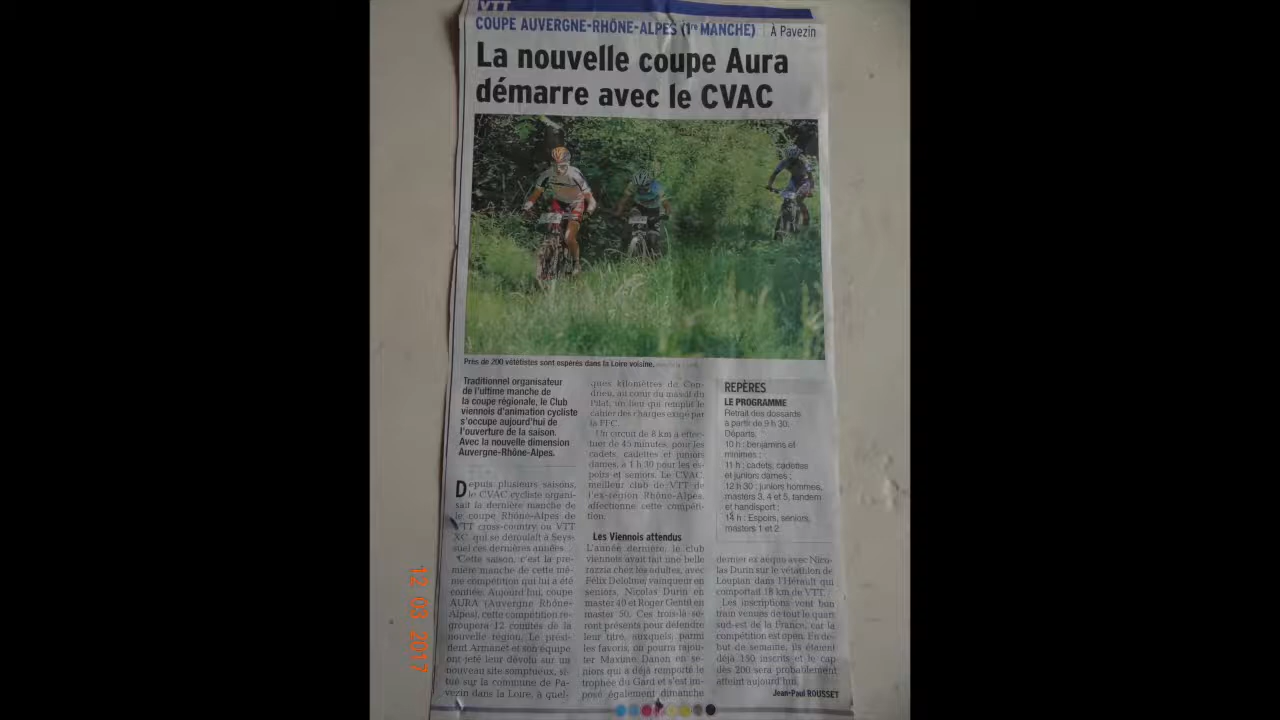 VTT
COUPE AUVERGNE-RHÔNE-ALPES (1re MANCHE) | À Pavezin
La nouvelle coupe Aura
démarre avec le CVAC
Près de 200 vététistes sont espérés dans la Loire voisine.
Traditionnel organisateur
de l'ultime manche de
la coupe régionale, le Club
viennois d'animation cycliste
s'occupe aujourd'hui de
l'ouverture de la saison.
Avec la nouvelle dimension
Auvergne-Rhône-Alpes.
Depuis plusieurs saisons,
le CVAC cycliste organi-
sait la dernière manche de
le coupe Rhône-Alpes de
VTT cross-country ou VTT
XC, qui se déroulait à Seys-
suel ces dernières années…
Cette saison, c'est la pre-
mière manche de cette mê-
me compétition qui lui a été
confiée. Aujourd'hui, coupe
AURA (Auvergne Rhône-
Alpes), cette compétition re-
groupera 12 comités de la
nouvelle région. Le prési-
dent Armanet et son équipe
ont jeté leur dévolu sur un
nouveau site somptueux, si-
tué sur la commune de Pa-
vezin dans la Loire, à quel-
ques kilomètres de Con-
drieu, au cœur du massif du
Pilat, un lieu qui remplit le
cahier des charges exigé par
la FFC.
Un circuit de 8 km à effec-
tuer de 45 minutes, pour les
cadets, cadettes et juniors
dames, à 1 h 30 pour les es-
poirs et seniors. Le CVAC,
meilleur club de VTT de
l'ex-région Rhône-Alpes,
affectionne cette compéti-
tion.
Les Viennois attendus
L'année dernière, le club
viennois avait fait une belle
razzia chez les adultes, avec
Félix Delolme, vainqueur en
seniors, Nicolas Durin en
master 40 et Roger Gentil en
master 50. Ces trois-là se-
ront présents pour défendre
leur titre, auxquels, parmi
les favoris, on pourra rajou-
ter Maxime Danon en se-
niors qui a déjà remporté le
trophée du Gard et s'est im-
posé également dimanche
REPÈRES
LE PROGRAMME
Retrait des dossards
à partir de 9 h 30.
Départs.
10 h : benjamins et
minimes ;
11 h : cadets, cadettes
et juniors dames ;
12 h 30 : juniors hommes,
masters 3, 4 et 5, tandem
et handisport ;
14 h : Espoirs, seniors,
masters 1 et 2.
dernier ex æquo avec Nico-
las Durin sur le vétathlon de
Loupian dans l'Hérault qui
comportait 18 km de VTT.
Les inscriptions vont bon
train venues de tout le quart
sud-est de la France, car la
compétition est open. En dé-
but de semaine, ils étaient
déjà 150 inscrits et le cap
des 200 sera probablement
atteint aujourd'hui.
Jean-Paul ROUSSET
12 03 2017